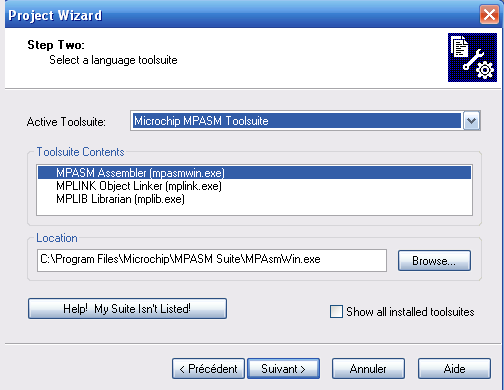 Project Wizard
Step Two:
Select a language toolsuite
Active Toolsuite: Microchip MPASM Toolsuite
Toolsuite Contents
MPASM Assembler (mpasmwin.exe)
MPLINK Object Linker (mplink.exe)
MPLIB Librarian (mplib.exe)
Location
C:\Program Files\Microchip\MPASM Suite\MPAsmWin.exe Browse...
Help! My Suite Isn't Listed! Show all installed toolsuites
< Précédent Suivant > Annuler Aide